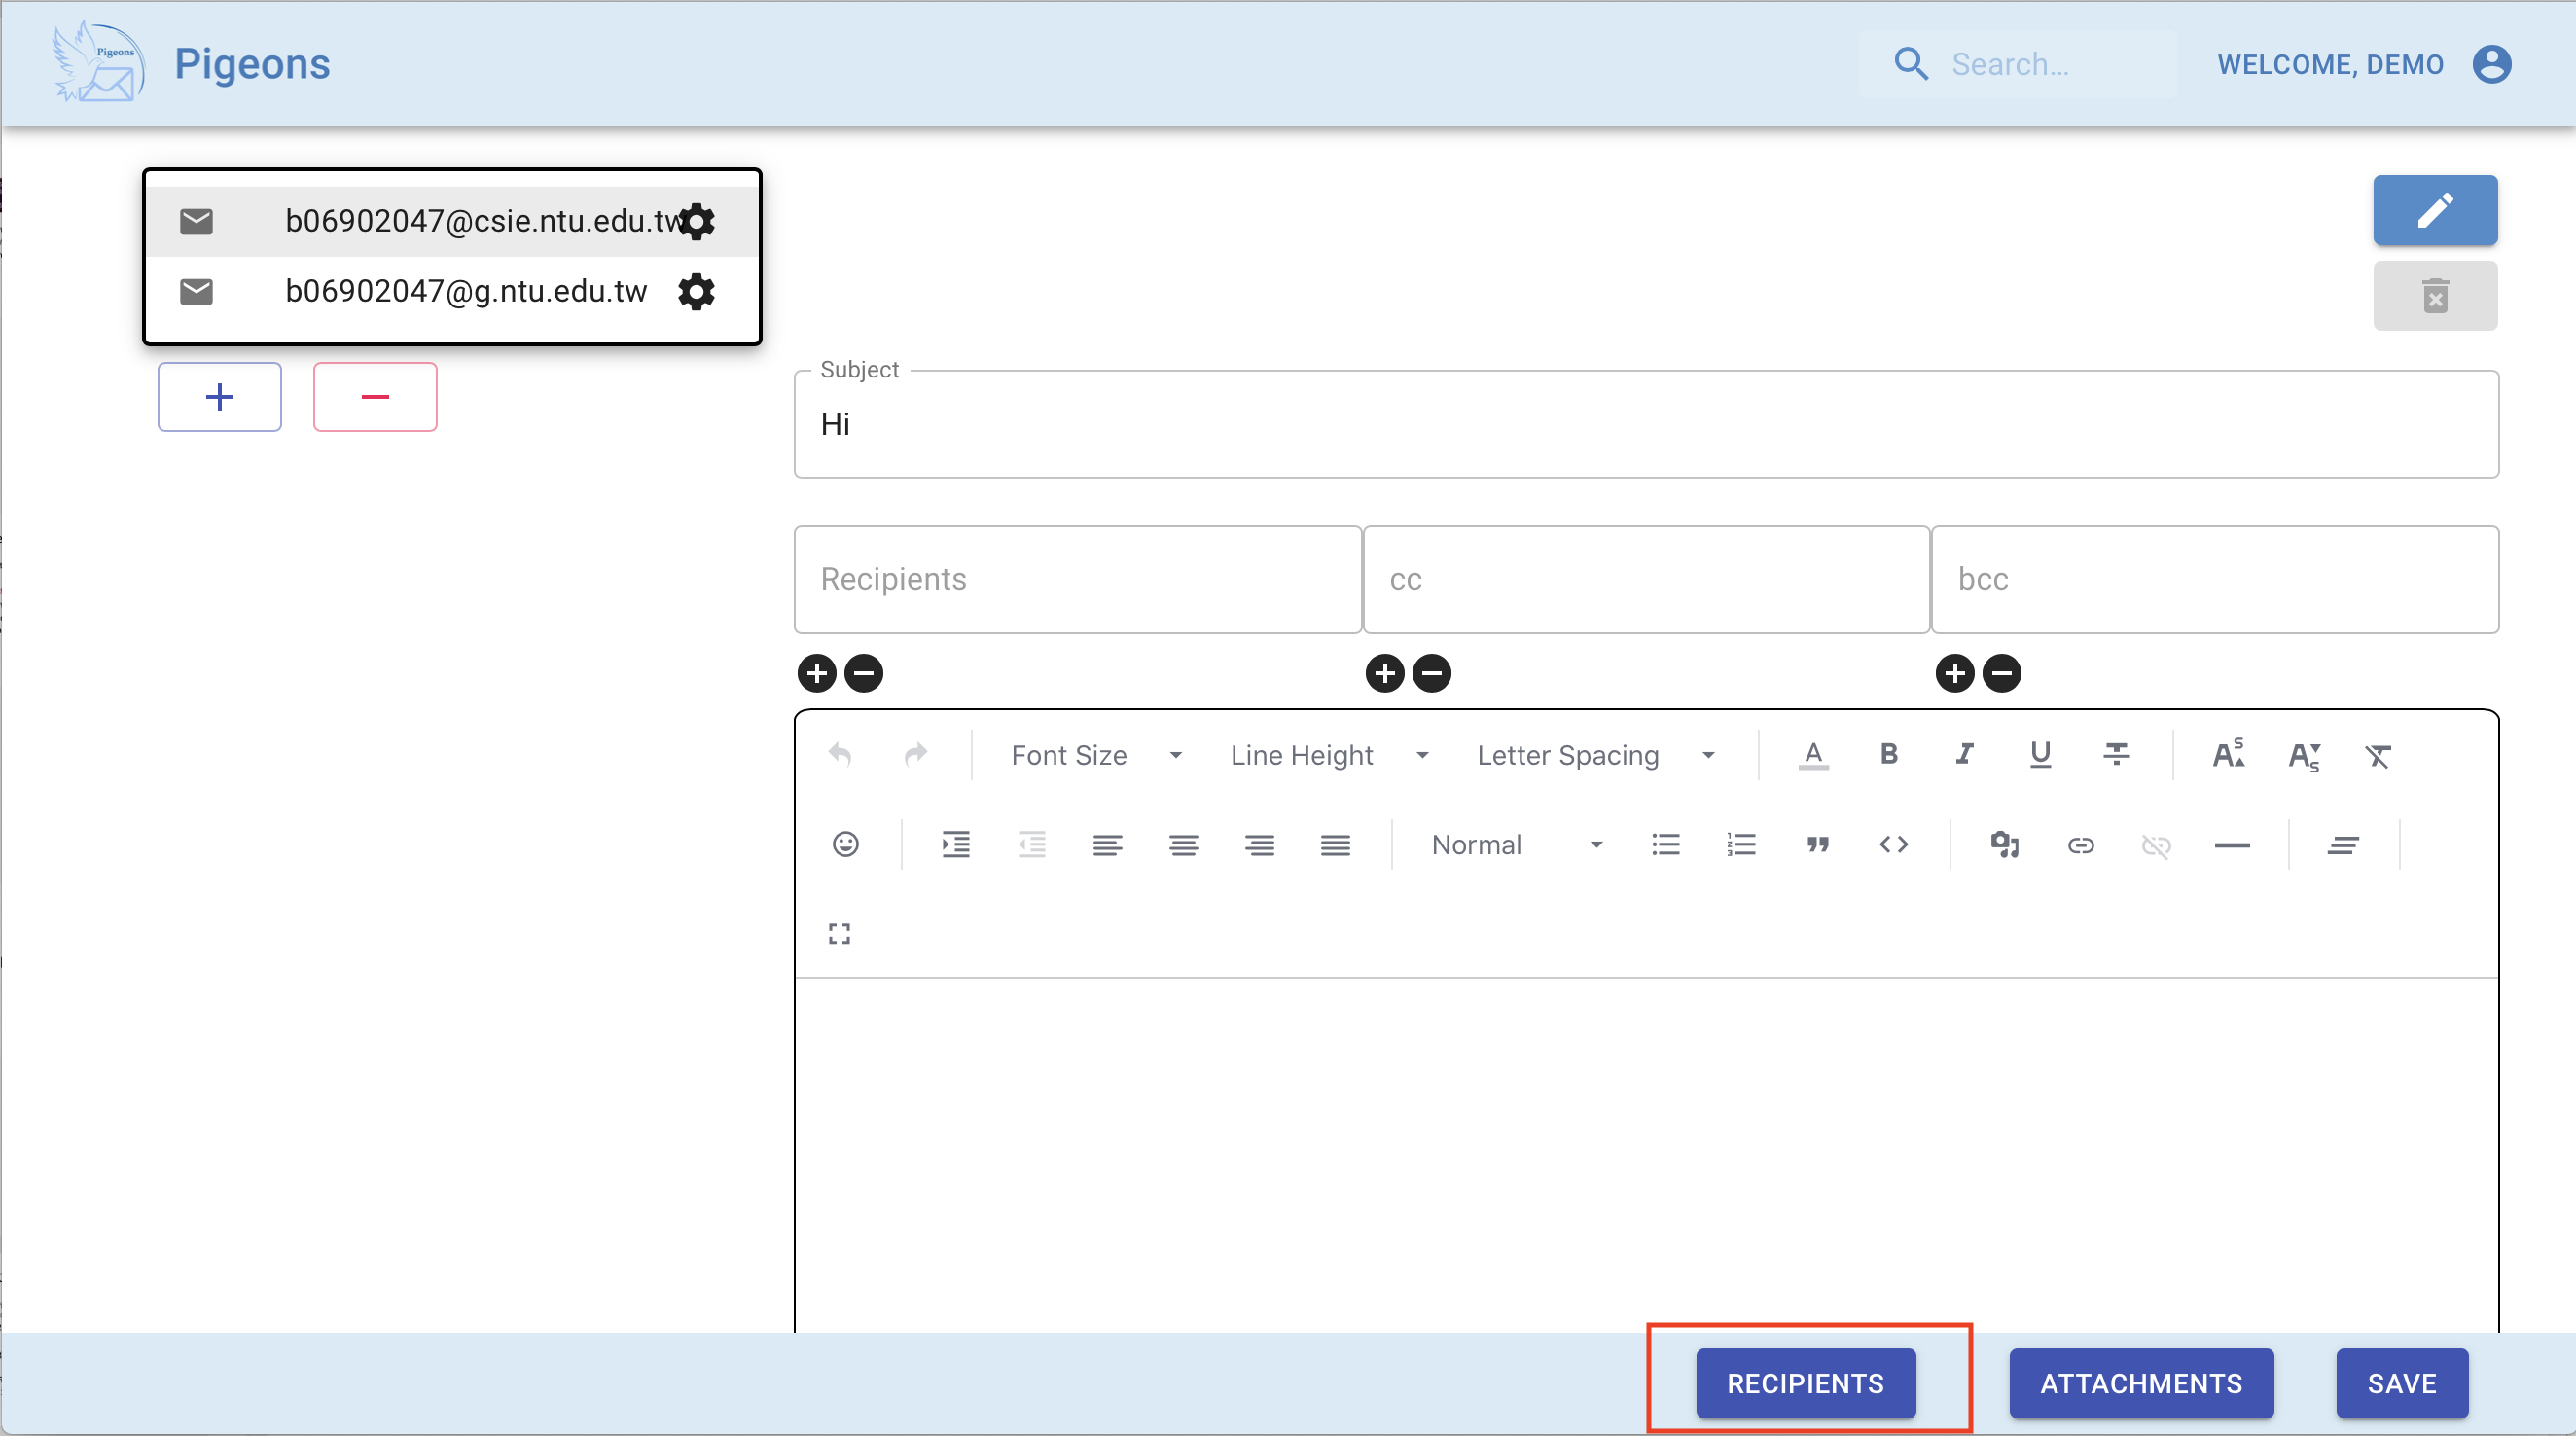 Pigeons
Pigeons
Search...
WELCOME, DEMO
b06902047@csie.ntu.edu.tw
b06902047@g.ntu.edu.tw
Subject
Hi
Recipients
cc
bcc
Font Size
Line Height
Letter Spacing
Normal
RECIPIENTS
ATTACHMENTS
SAVE